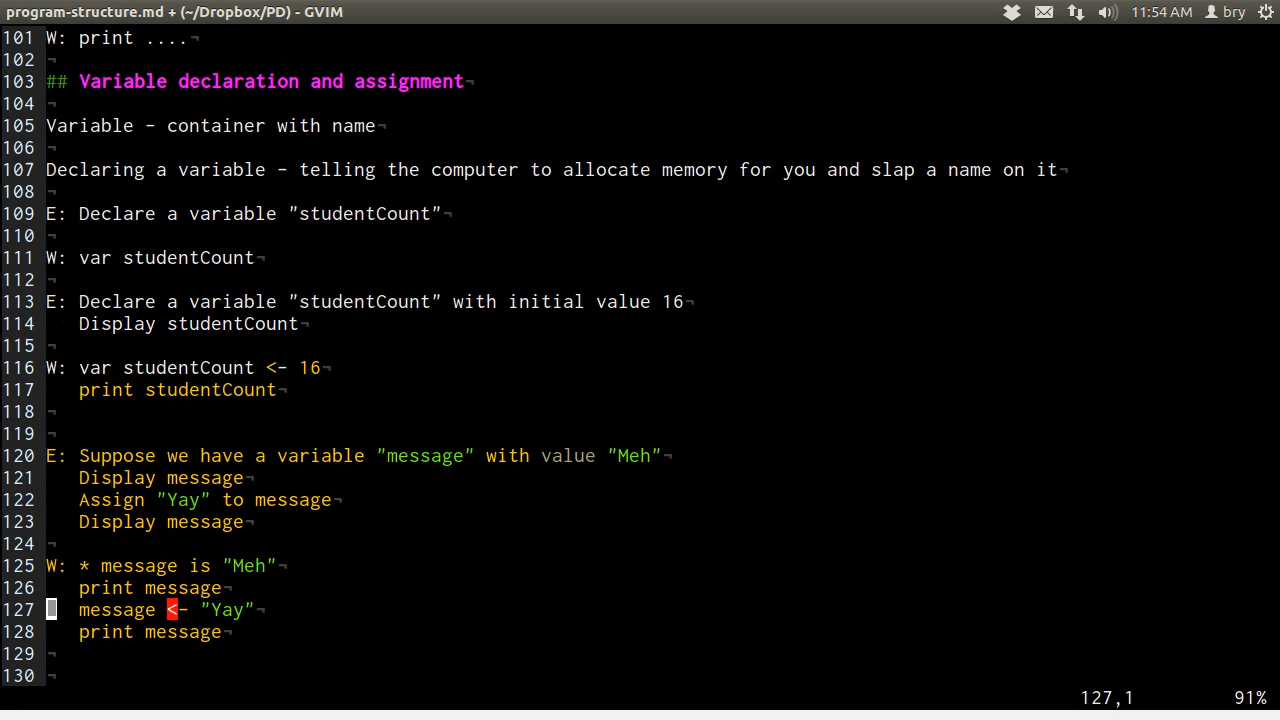 program-structure.md + (~/Dropbox/PD) - GVIM 11:54 AM bry
101 W: print ....¬
102 ¬
103 ## Variable declaration and assignment¬
104 ¬
105 Variable - container with name¬
106 ¬
107 Declaring a variable - telling the computer to allocate memory for you and slap a name on it¬
108 ¬
109 E: Declare a variable "studentCount"¬
110 ¬
111 W: var studentCount¬
112 ¬
113 E: Declare a variable "studentCount" with initial value 16¬
114    Display studentCount¬
115 ¬
116 W: var studentCount <- 16¬
117    print studentCount¬
118 ¬
119 ¬
120 E: Suppose we have a variable "message" with value "Meh"¬
121    Display message¬
122    Assign "Yay" to message¬
123    Display message¬
124 ¬
125 W: * message is "Meh"¬
126    print message¬
127    message <- "Yay"¬
128    print message¬
129 ¬
130 ¬
127,1 91%